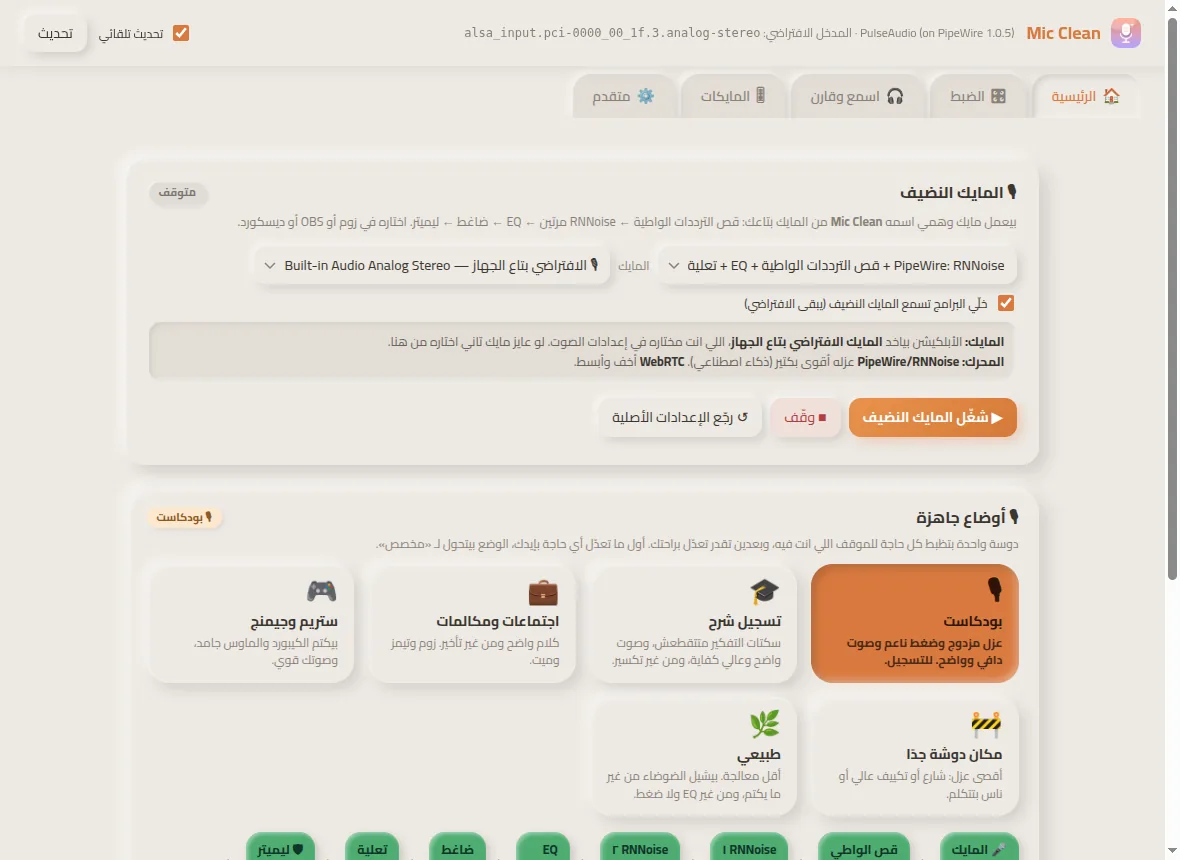 Mic Clean
PulseAudio (on PipeWire 1.0.5) · المدخل الافتراضي: alsa_input.pci-0000_00_1f.3.analog-stereo
تحديث تلقائي
تحديث
الرئيسية
الضبط
اسمع وقارن
المايكات
متقدم
المايك النضيف
متوقف
بيعمل مايك وهمي اسمه Mic Clean من المايك بتاعك: قص الترددات الواطية ← RNNoise مرتين ← EQ ← ضاغط ← ليميتر. اختاره في زوم أو OBS أو ديسكورد.
PipeWire: RNNoise + قص الترددات الواطية + EQ + تعلية
المايك
الافتراضي بتاع الجهاز — Built-in Audio Analog Stereo
خلّي البرامج تسمع المايك النضيف (يبقى الافتراضي)
المايك: الأبلكيشن بياخد المايك الافتراضي بتاع الجهاز، اللي انت مختاره في إعدادات الصوت. لو عايز مايك تاني اختاره من هنا.
المحرك: PipeWire/RNNoise عزله أقوى بكتير (ذكاء اصطناعي). WebRTC أخف وأبسط.
▶ شغّل المايك النضيف
■ وقّف
↺ رجّع الإعدادات الأصلية
أوضاع جاهزة
بودكاست
دوسة واحدة بتظبط كل حاجة للموقف اللي انت فيه، وبعدين تقدر تعدّل براحتك. أول ما تعدّل أي حاجة بإيدك، الوضع بيتحول لـ «مخصص».
بودكاست
عزل مزدوج وضغط ناعم وصوت
دافي وواضح. للتسجيل.
تسجيل شرح
سكتات التفكير متتقطعش، وصوت
واضح وعالي كفاية، ومن غير تكسير.
اجتماعات ومكالمات
كلام واضح ومن غير تأخير. زوم وتيمز
وميت.
ستريم وجيمنج
بيكتم الكيبورد والماوس جامد،
وصوتك قوي.
مكان دوشة جدًا
أقصى عزل: شارع أو تكييف عالي أو
ناس بتتكلم.
طبيعي
أقل معالجة. بيشيل الضوضاء من غير
ما يكتم، ومن غير EQ ولا ضغط.
المايك
قص الواطي
RNNoise ١
RNNoise ٢
EQ
ضاغط
تعلية
ليميتر